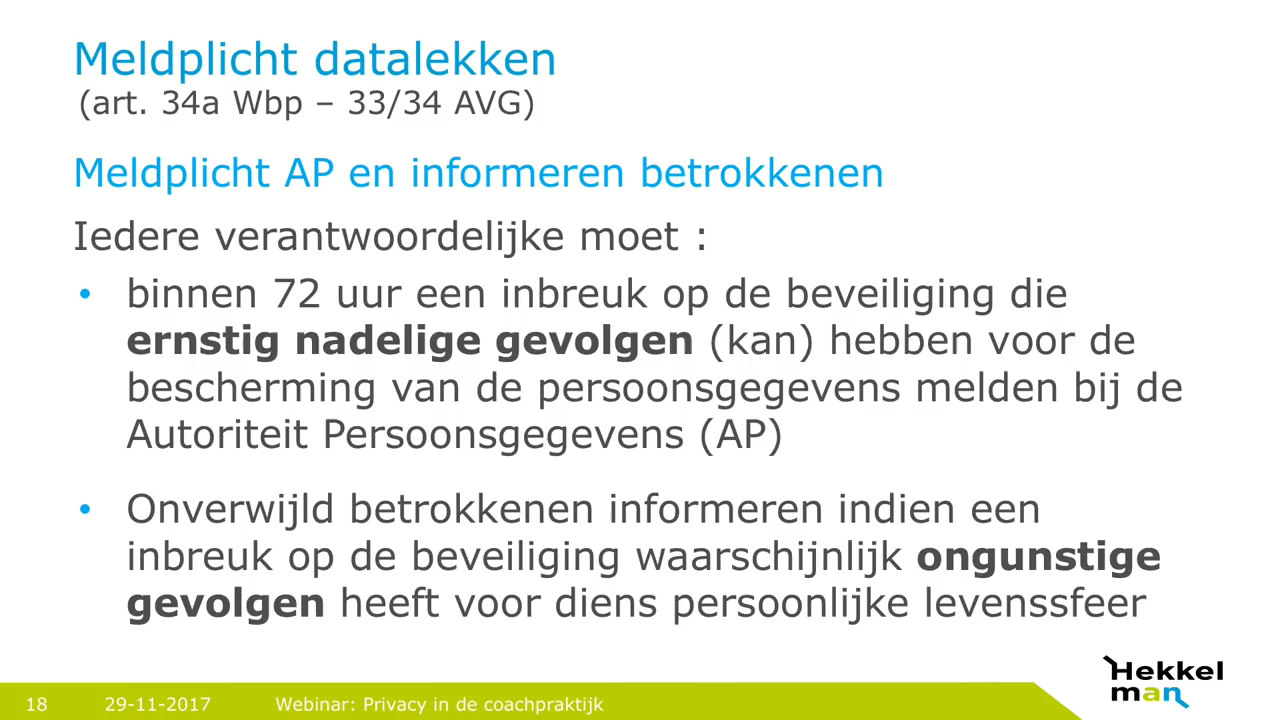 Meldplicht datalekken
(art. 34a Wbp – 33/34 AVG)
Meldplicht AP en informeren betrokkenen
Iedere verantwoordelijke moet :
• binnen 72 uur een inbreuk op de beveiliging die
ernstig nadelige gevolgen (kan) hebben voor de
bescherming van de persoonsgegevens melden bij de
Autoriteit Persoonsgegevens (AP)
• Onverwijld betrokkenen informeren indien een
inbreuk op de beveiliging waarschijnlijk ongunstige
gevolgen heeft voor diens persoonlijke levenssfeer
Hekkel
man
18 29-11-2017 Webinar: Privacy in de coachpraktijk